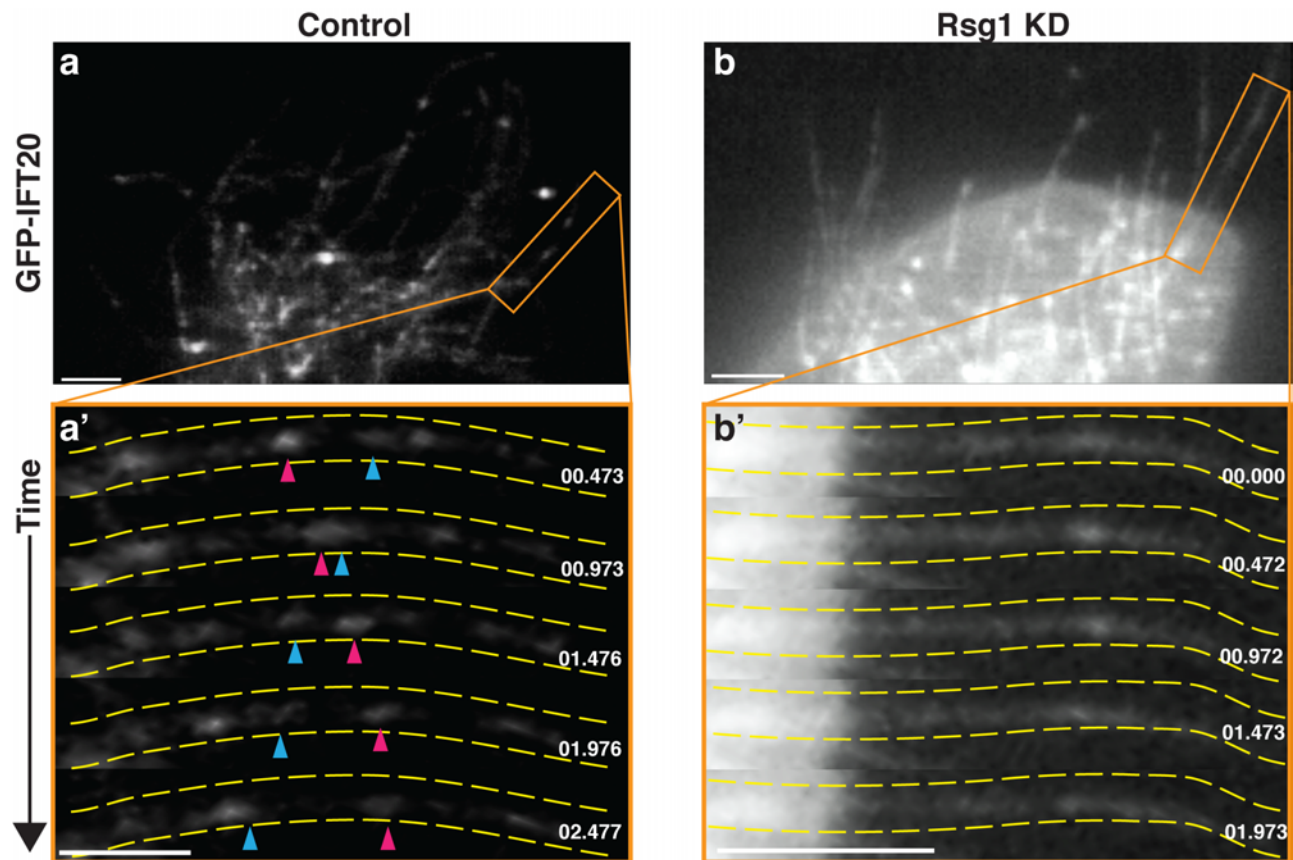 Control
Rsg1 KD
a
b
GFP-IFT20
a’
b’
Time
00.473
00.973
01.476
01.976
02.477
00.000
00.472
00.972
01.473
01.973